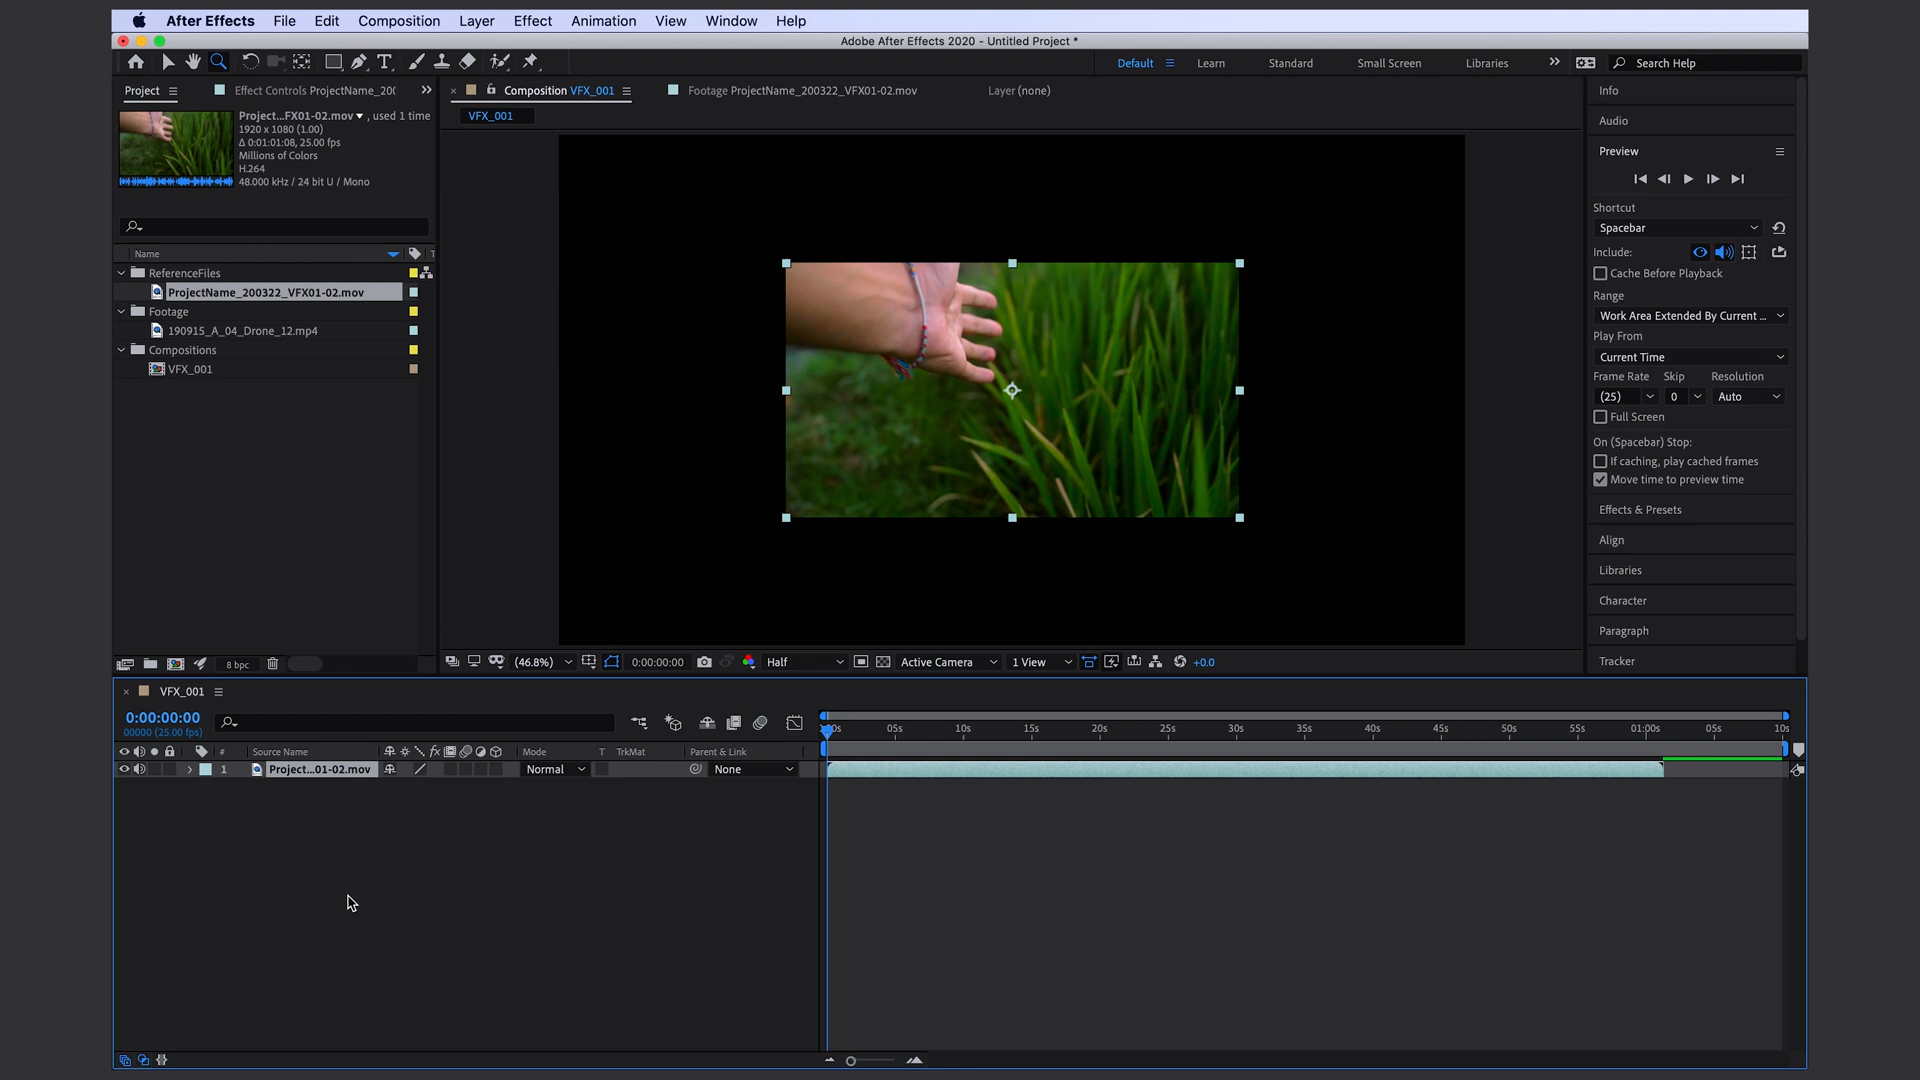 After Effects File Edit Composition Layer Effect Animation View Window Help
Adobe After Effects 2020 - Untitled Project *
Default Learn Standard Small Screen Libraries Search Help
Project Effect Controls ProjectName_20
Composition VFX_001 Footage ProjectName_200322_VFX01-02.mov Layer (none)
VFX_001
Project...FX01-02.mov , used 1 time
1920 x 1080 (1.00)
Δ 0:01:01:08, 25.00 fps
Millions of Colors
H.264
48.000 kHz / 24 bit U / Mono
Name
ReferenceFiles
ProjectName_200322_VFX01-02.mov
Footage
190915_A_04_Drone_12.mp4
Compositions
VFX_001
8 bpc
(46.8%) 0:00:00:00 Half Active Camera 1 View +0.0
Info
Audio
Preview
Shortcut
Spacebar
Include:
Cache Before Playback
Range
Work Area Extended By Current ...
Play From
Current Time
Frame Rate Skip Resolution
(25) 0 Auto
Full Screen
On (Spacebar) Stop:
If caching, play cached frames
Move time to preview time
Effects & Presets
Align
Libraries
Character
Paragraph
Tracker
VFX_001
0:00:00:00
00000 (25.00 fps)
05s 10s 15s 20s 25s 30s 35s 40s 45s 50s 55s 01:00s 05s 10s
# Source Name fx Mode T TrkMat Parent & Link
1 Project...01-02.mov Normal None